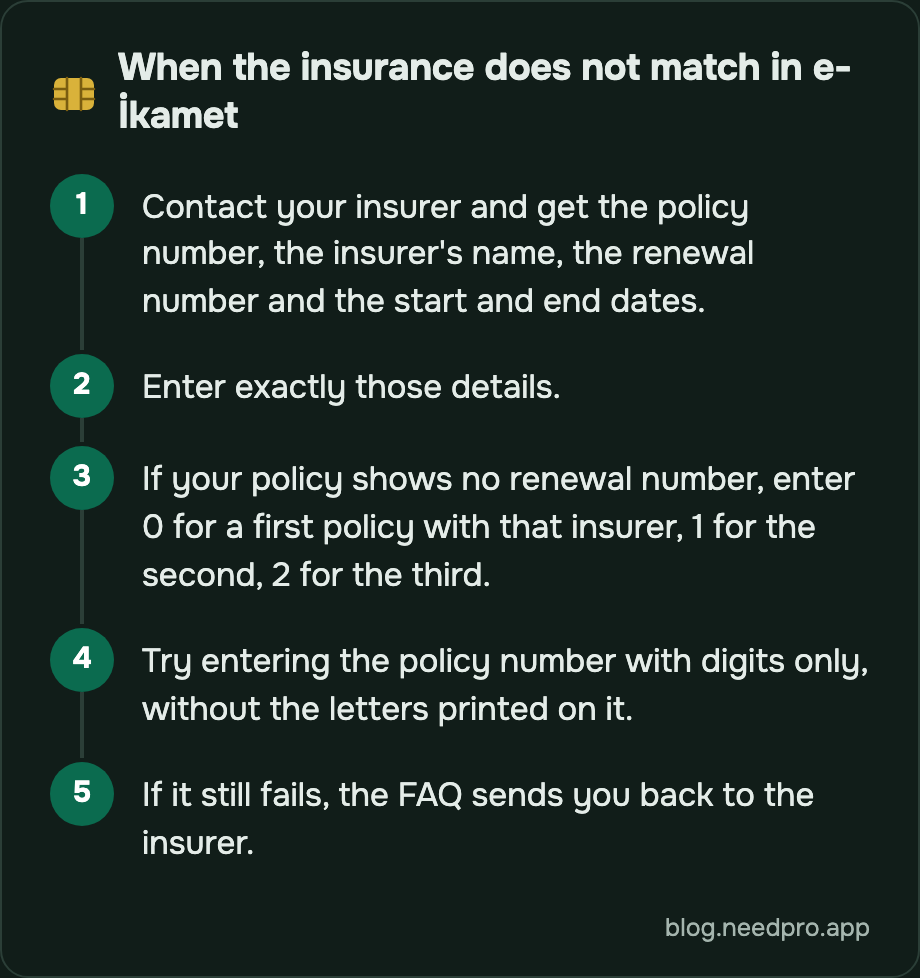 When the insurance does not match in e-
İkamet
1
Contact your insurer and get the policy
number, the insurer's name, the renewal
number and the start and end dates.
2
Enter exactly those details.
3
If your policy shows no renewal number, enter
0 for a first policy with that insurer, 1 for the
second, 2 for the third.
4
Try entering the policy number with digits only,
without the letters printed on it.
5
If it still fails, the FAQ sends you back to the
insurer.
blog.needpro.app